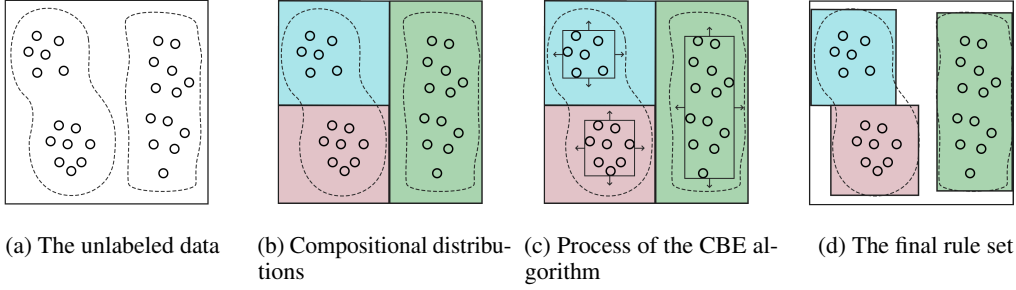 (a) The unlabeled data
(b) Compositional distribu-
tions
(c) Process of the CBE al-
gorithm
(d) The final rule set